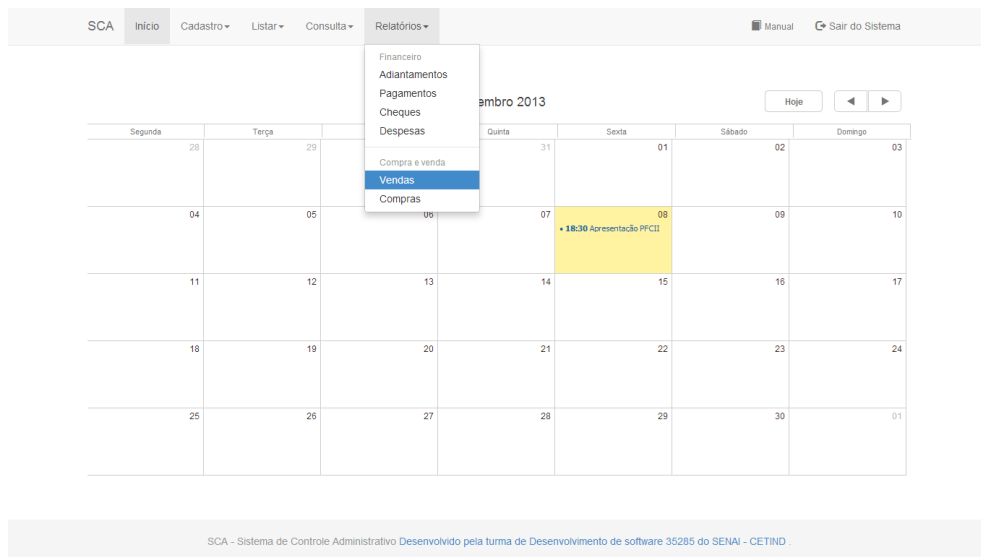 SCA Início Cadastro Listar Consulta Relatórios Manual Sair do Sistema
Financeiro
Adiantamentos
Pagamentos
Cheques
Despesas
Compra e venda
Vendas
Compras
embro 2013
Hoje
Segunda Terça Quinta Sexta Sábado Domingo
28 29 31 01 02 03
04 05 06 07 08 09 10
• 18:30 Apresentação PFCII
11 12 13 14 15 16 17
18 19 20 21 22 23 24
25 26 27 28 29 30 01
SCA - Sistema de Controle Administrativo Desenvolvido pela turma de Desenvolvimento de software 35285 do SENAI - CETIND .